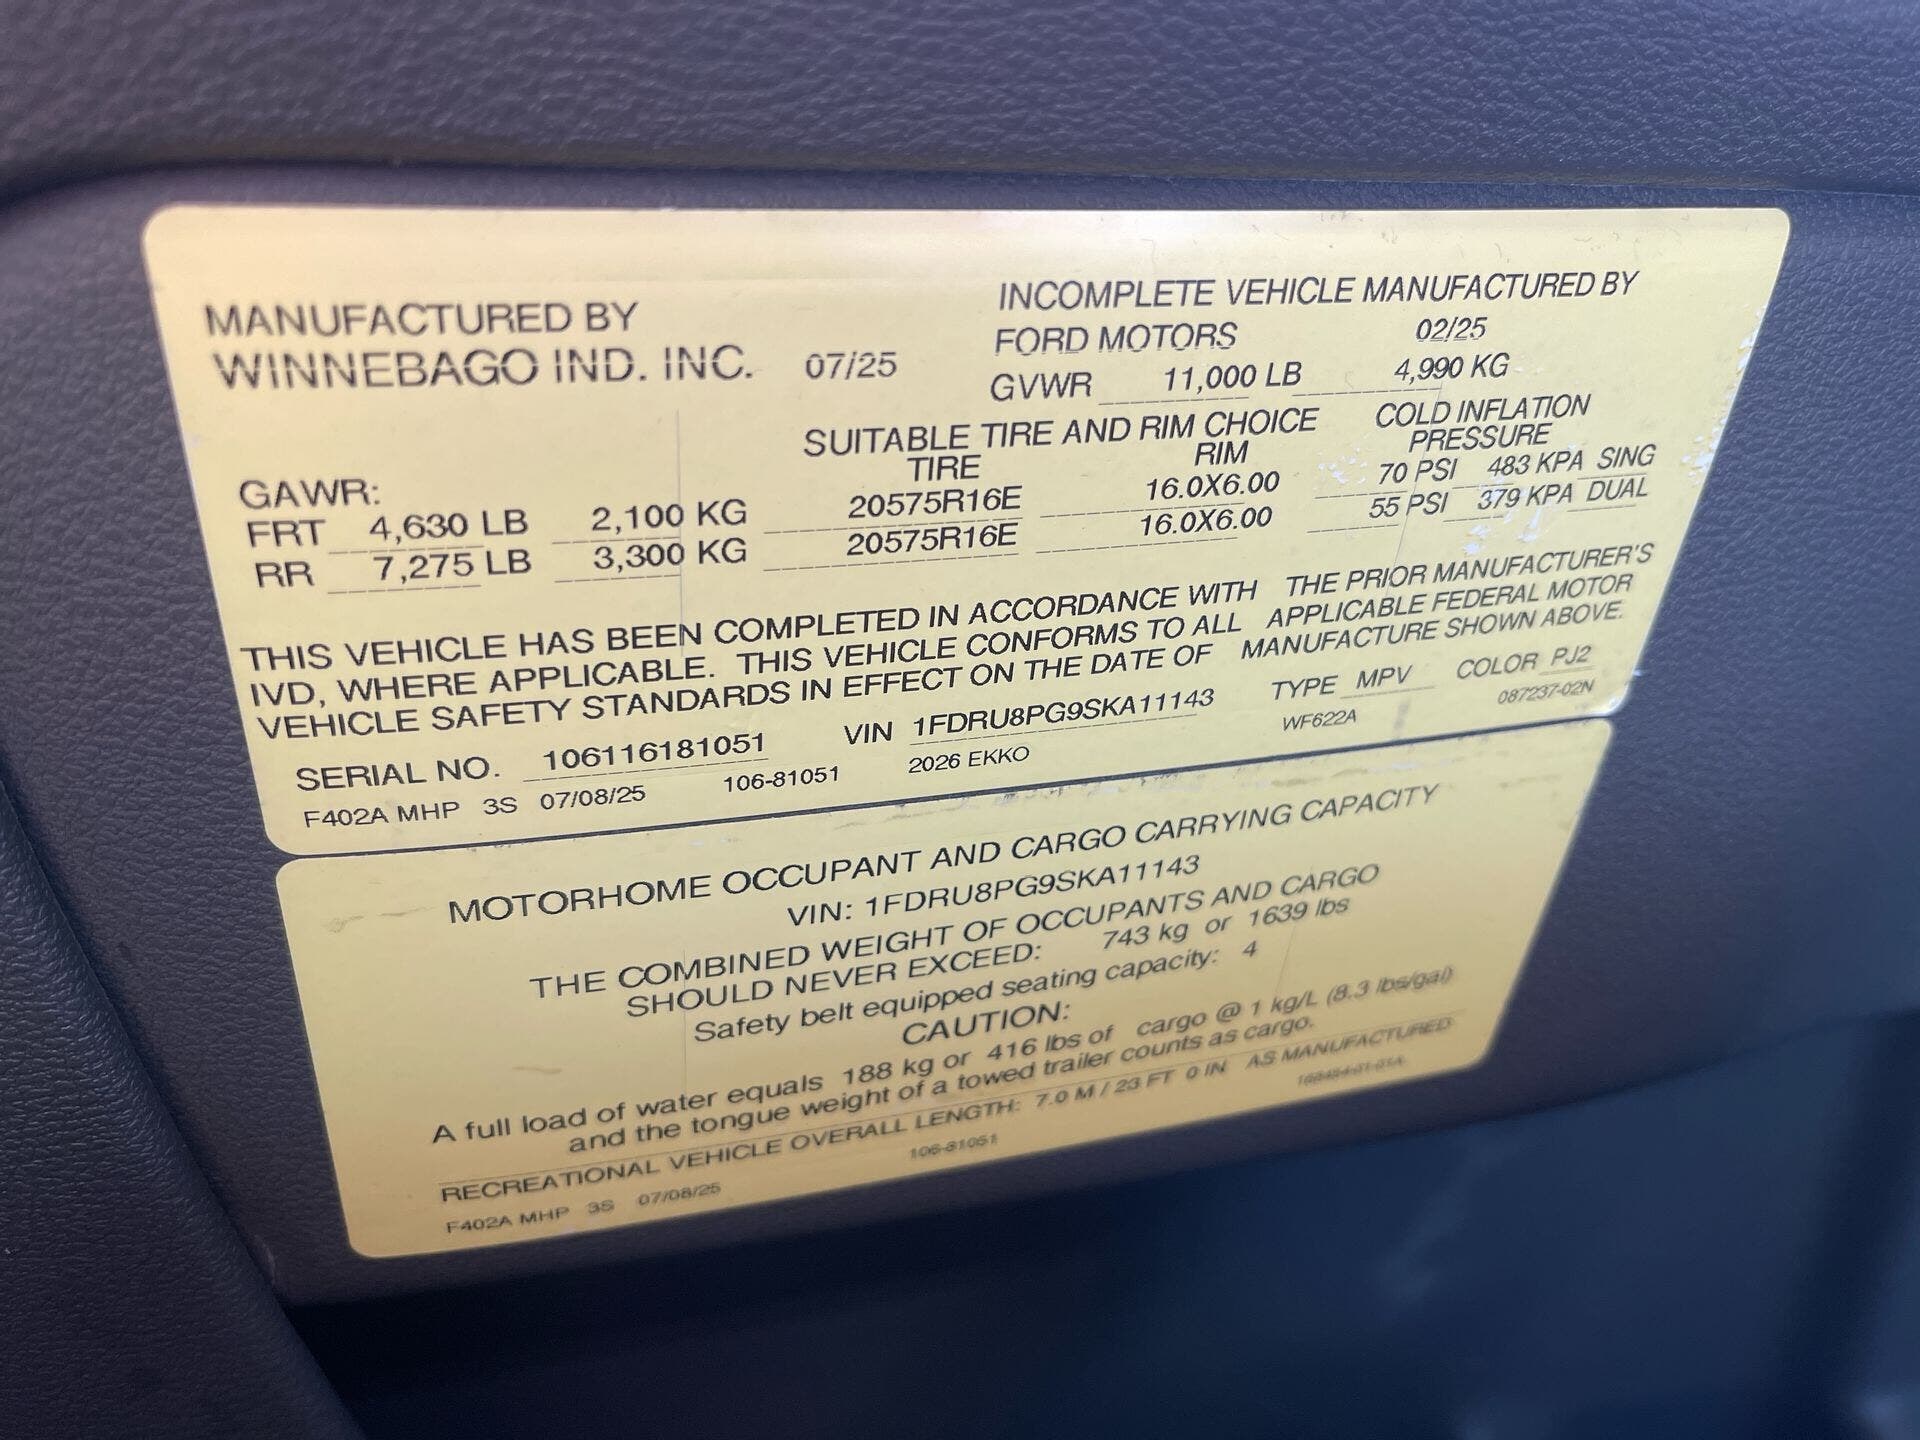 MANUFACTURED BY
WINNEBAGO IND. INC. 07/25
INCOMPLETE VEHICLE MANUFACTURED BY
FORD MOTORS 02/25
GVWR 11,000 LB 4,990 KG
SUITABLE TIRE AND RIM CHOICE
COLD INFLATION
PRESSURE
GAWR: TIRE RIM
FRT 4,630 LB 2,100 KG 20575R16E 16.0X6.00 70 PSI 483 KPA SING
RR 7,275 LB 3,300 KG 20575R16E 16.0X6.00 55 PSI 379 KPA DUAL
THIS VEHICLE HAS BEEN COMPLETED IN ACCORDANCE WITH THE PRIOR MANUFACTURER'S
IVD, WHERE APPLICABLE. THIS VEHICLE CONFORMS TO ALL APPLICABLE FEDERAL MOTOR
VEHICLE SAFETY STANDARDS IN EFFECT ON THE DATE OF MANUFACTURE SHOWN ABOVE.
SERIAL NO. 106116181051 VIN 1FDRU8PG9SKA11143 TYPE MPV COLOR PJ2
F402A MHP 3S 07/08/25 106-81051 2026 EKKO WF622A 087237-02N
MOTORHOME OCCUPANT AND CARGO CARRYING CAPACITY
VIN: 1FDRU8PG9SKA11143
THE COMBINED WEIGHT OF OCCUPANTS AND CARGO
SHOULD NEVER EXCEED: 743 kg or 1639 lbs
Safety belt equipped seating capacity: 4
CAUTION:
A full load of water equals 188 kg or 416 lbs of cargo @ 1 kg/L (8.3 lbs/gal)
and the tongue weight of a towed trailer counts as cargo.
RECREATIONAL VEHICLE OVERALL LENGTH: 7.0 M / 23 FT 0 IN AS MANUFACTURED
F402A MHP 3S 07/08/25 106-81051